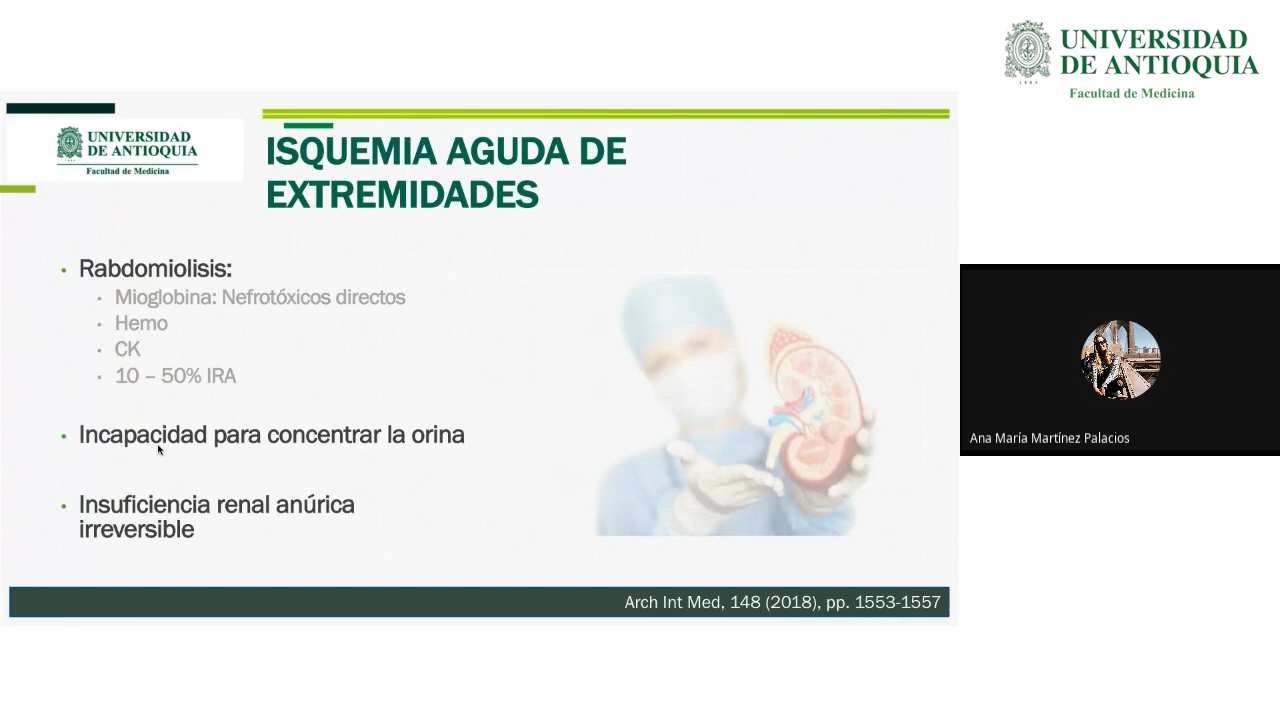 UNIVERSIDAD
DE ANTIOQUIA
1803
Facultad de Medicina
UNIVERSIDAD
DE ANTIOQUIA
Facultad de Medicina
ISQUEMIA AGUDA DE
EXTREMIDADES
• Rabdomiolisis:
• Mioglobina: Nefrotóxicos directos
• Hemo
• CK
• 10 – 50% IRA
• Incapacidad para concentrar la orina
• Insuficiencia renal anúrica
irreversible
Arch Int Med, 148 (2018), pp. 1553-1557
Ana María Martínez Palacios